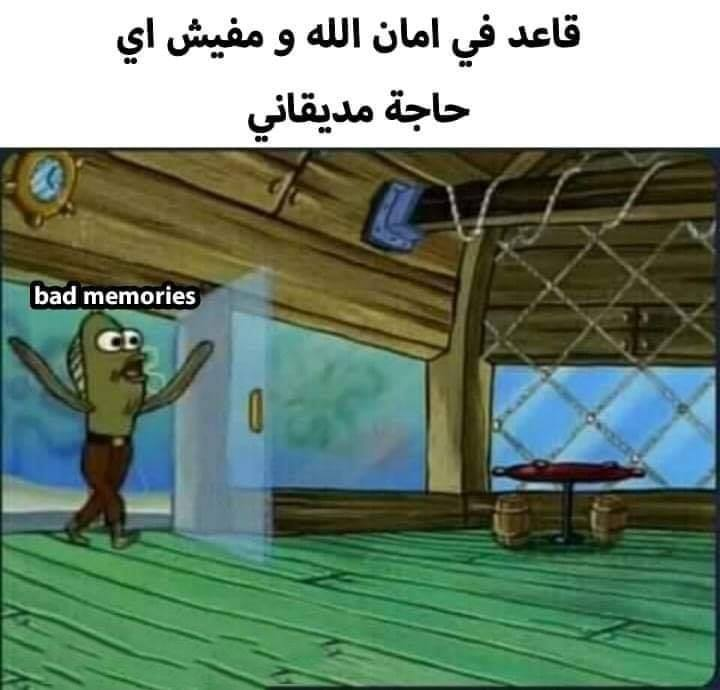 قاعد في امان الله و مفيش اي
حاجة مديقاني
bad memories